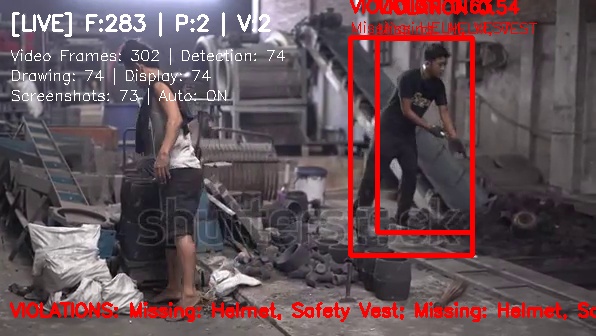 [LIVE] F:283 | P:2 | V:2
Video Frames: 302 | Detection: 74
Drawing: 74 | Display: 74
Screenshots: 73 | Auto: ON
shutterstock
VIOLATIONS: Missing: Helmet, Safety Vest; Missing: Helmet, Sa